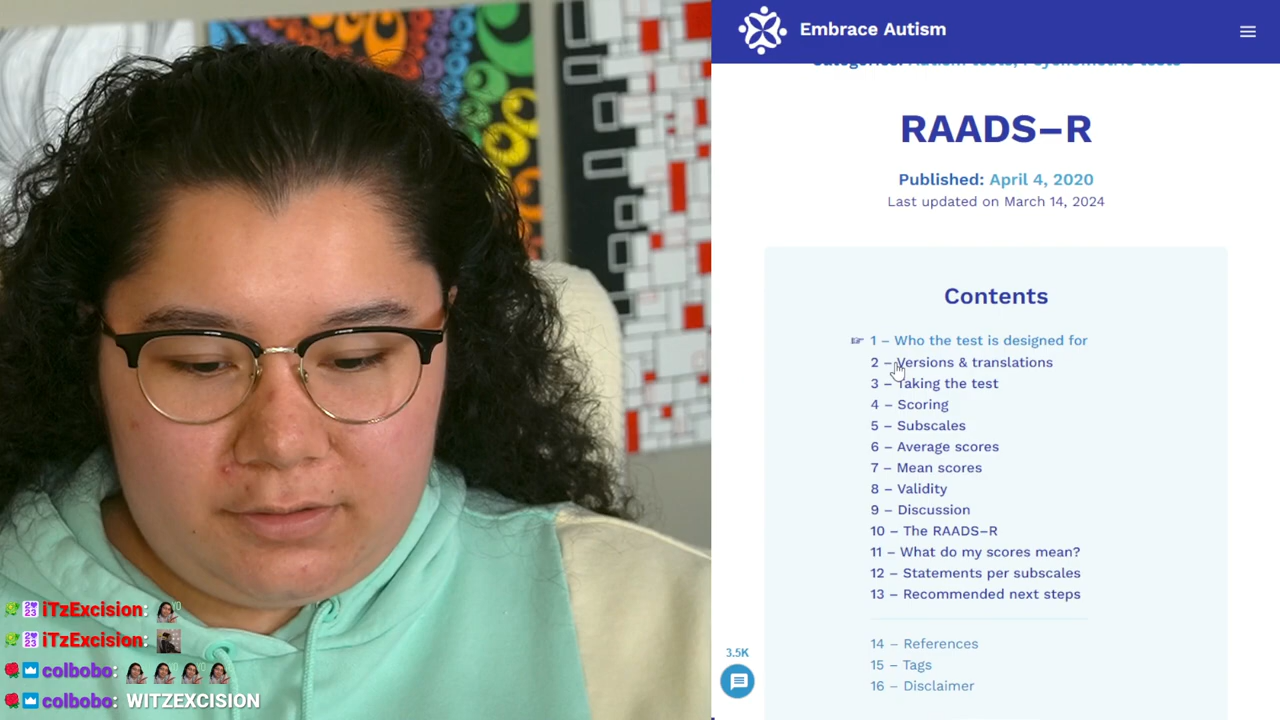 Embrace Autism
RAADS–R
Published: April 4, 2020
Last updated on March 14, 2024
Contents
1 – Who the test is designed for
2 – Versions & translations
3 – Taking the test
4 – Scoring
5 – Subscales
6 – Average scores
7 – Mean scores
8 – Validity
9 – Discussion
10 – The RAADS–R
11 – What do my scores mean?
12 – Statements per subscales
13 – Recommended next steps
14 – References
15 – Tags
16 – Disclaimer
3.5K
iTzExcision:
iTzExcision:
colbobo:
colbobo: WITZEXCISION